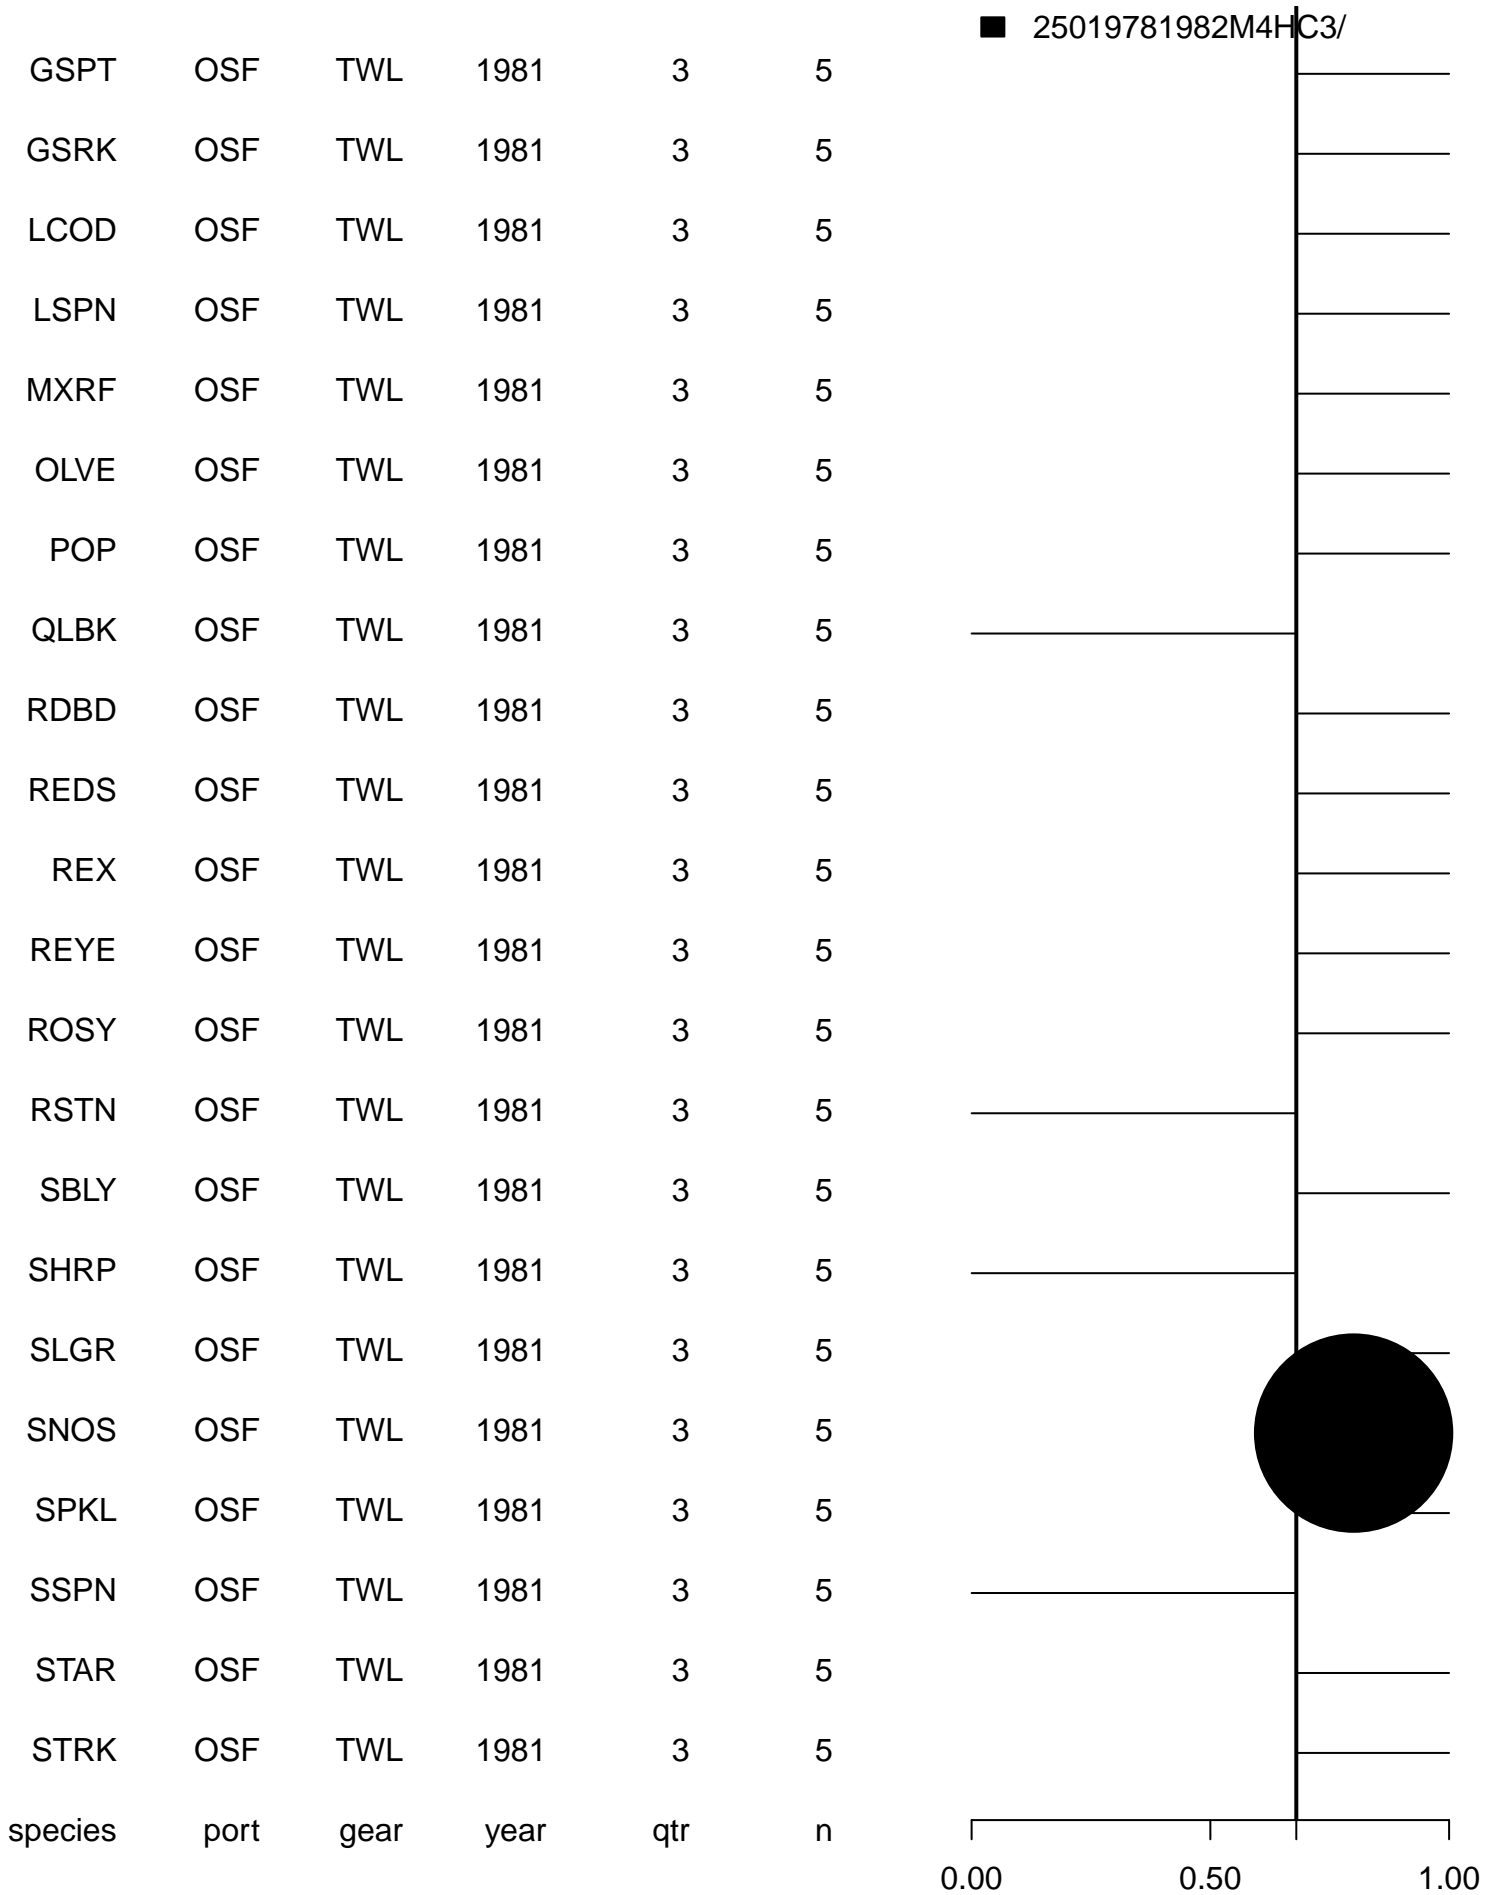 25019781982M4HC3/
GSPT OSF TWL 1981 3 5
GSRK OSF TWL 1981 3 5
LCOD OSF TWL 1981 3 5
LSPN OSF TWL 1981 3 5
MXRF OSF TWL 1981 3 5
OLVE OSF TWL 1981 3 5
POP OSF TWL 1981 3 5
QLBK OSF TWL 1981 3 5
RDBD OSF TWL 1981 3 5
REDS OSF TWL 1981 3 5
REX OSF TWL 1981 3 5
REYE OSF TWL 1981 3 5
ROSY OSF TWL 1981 3 5
RSTN OSF TWL 1981 3 5
SBLY OSF TWL 1981 3 5
SHRP OSF TWL 1981 3 5
SLGR OSF TWL 1981 3 5
SNOS OSF TWL 1981 3 5
SPKL OSF TWL 1981 3 5
SSPN OSF TWL 1981 3 5
STAR OSF TWL 1981 3 5
STRK OSF TWL 1981 3 5
species port gear year qtr n
0.00 0.50 1.00